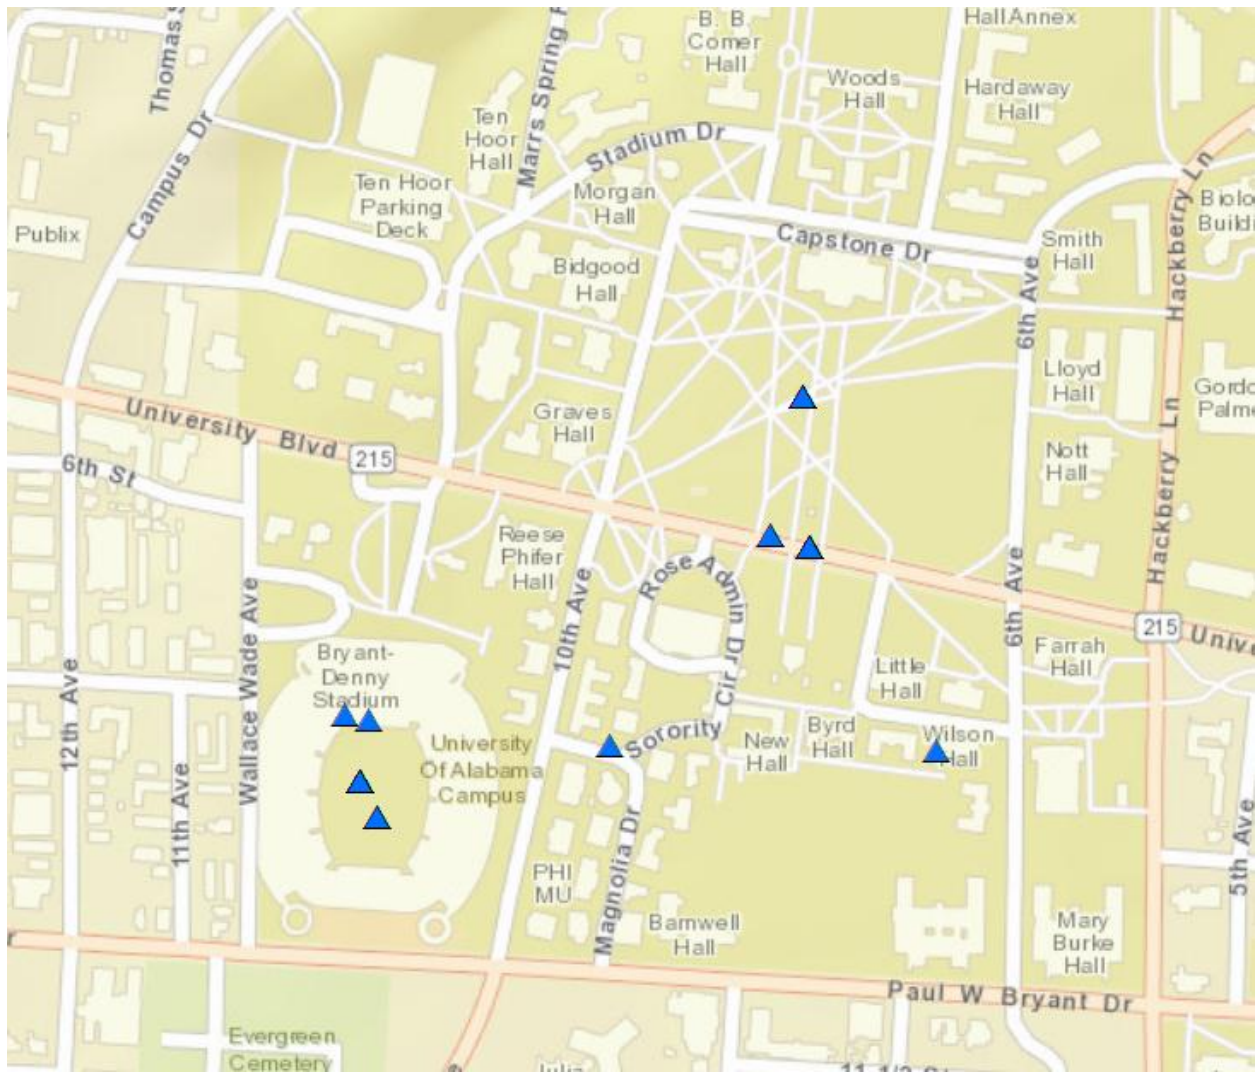 Hall Annex
B. B.
Comer
Hall
Woods
Hall
Hardaway
Hall
Thomas
Marrs Spring
Campus Dr
Ten
Hoor
Hall
Stadium Dr
Ten Hoor
Parking
Deck
Morgan
Hall
Hackberry Ln
Publix
Capstone Dr
Smith
Hall
Bidgood
Hall
6th Ave
Lloyd
Hall
University Blvd
215
Graves
Hall
6th St
Nott
Hall
Hackberry Ln
Reese
Phifer
Hall
Rose Admin Dr
10th Ave
6th Ave
215
Farrah
Hall
Wallace Wade Ave
12th Ave
Bryant-
Denny
Stadium
Little
Hall
Sorority Cir
University
Of Alabama
Campus
New
Hall
Byrd
Hall
Wilson
Hall
11th Ave
5th Ave
PHI
MU
Magnolia Dr
Barnwell
Hall
Mary
Burke
Hall
Paul W Bryant Dr
Evergreen
Cemetery